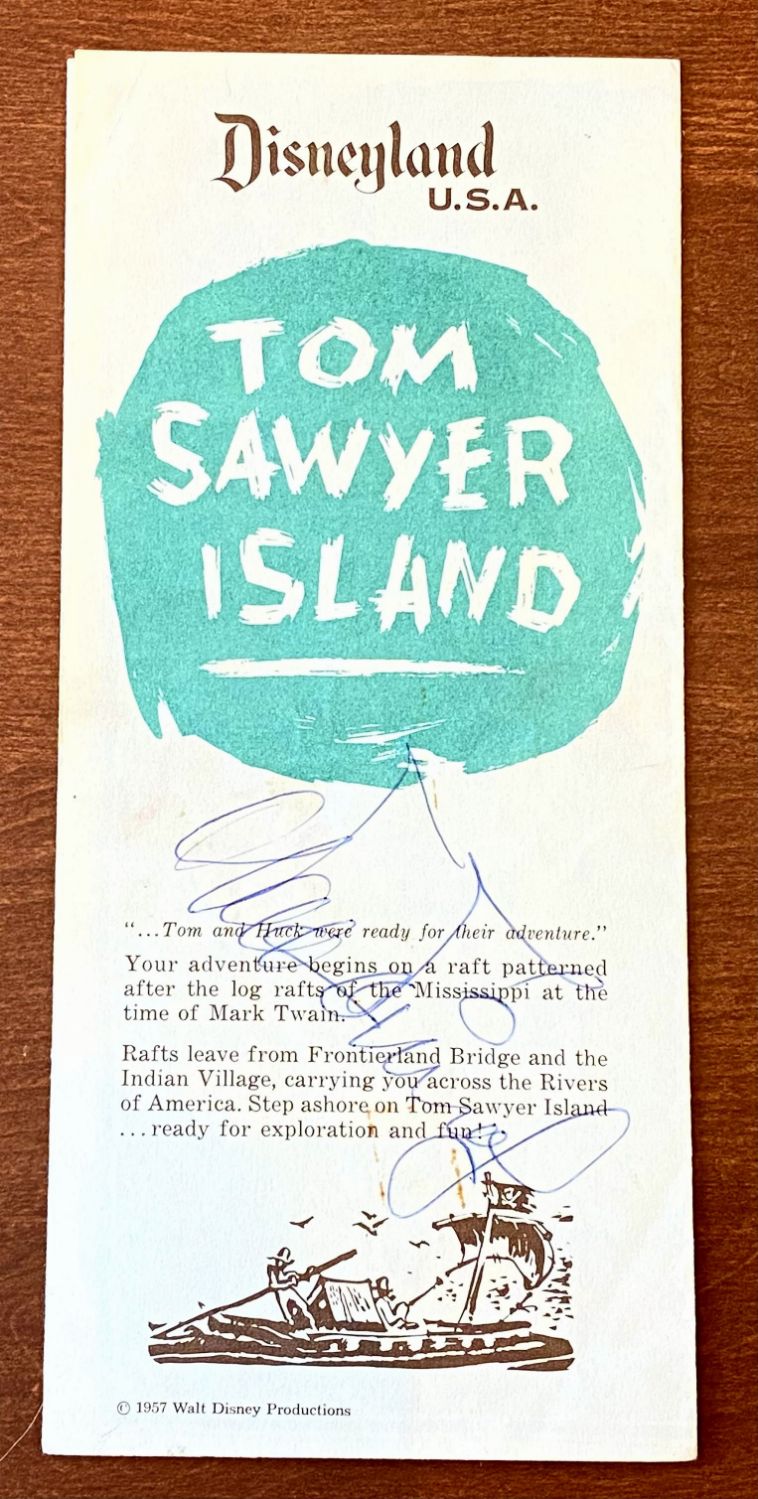 Disneyland
U.S.A.
TOM
SAWYER
ISLAND
"...Tom and Huck were ready for their adventure."
Your adventure begins on a raft patterned
after the log rafts of the Mississippi at the
time of Mark Twain.
Rafts leave from Frontierland Bridge and the
Indian Village, carrying you across the Rivers
of America. Step ashore on Tom Sawyer Island
...ready for exploration and fun!
© 1957 Walt Disney Productions